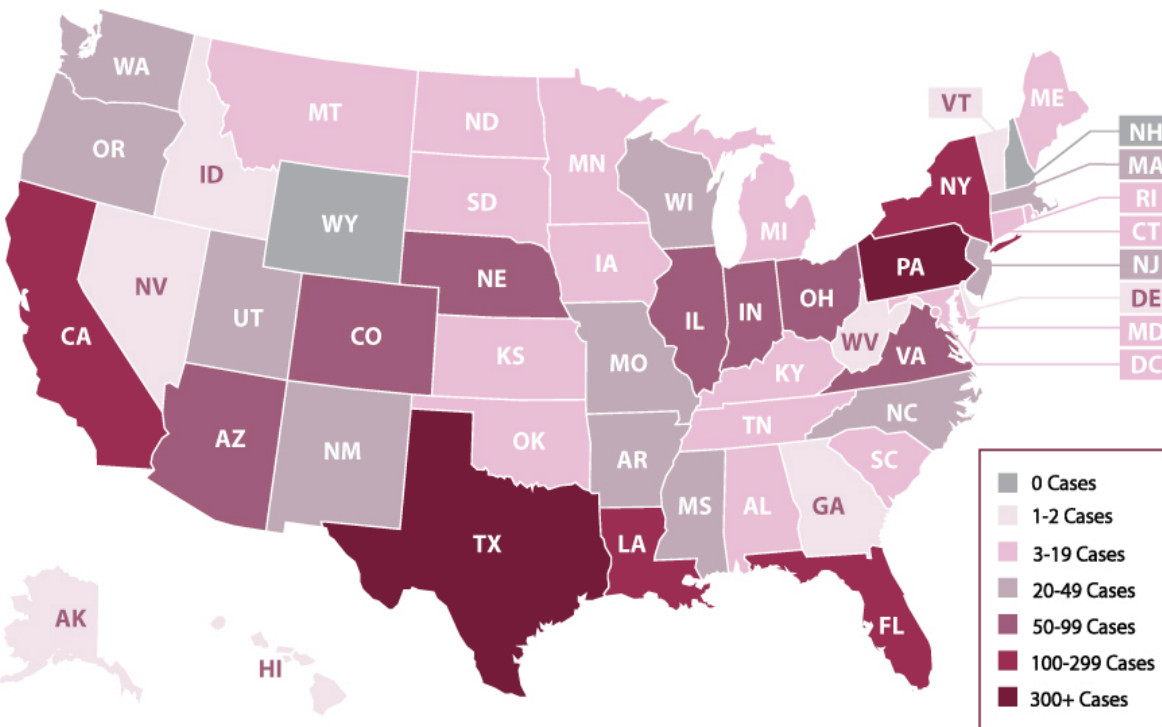 WA
MT
ND
MN
VT
ME
NH
OR
ID
SD
WI
MI
NY
MA
RI
WY
CT
IA
PA
NJ
NV
NE
DE
UT
CO
IL
IN
OH
MD
CA
KS
MO
WV
VA
DC
KY
AZ
NM
OK
AR
TN
NC
SC
MS
AL
GA
TX
LA
FL
AK
HI
0 Cases
1-2 Cases
3-19 Cases
20-49 Cases
50-99 Cases
100-299 Cases
300+ Cases